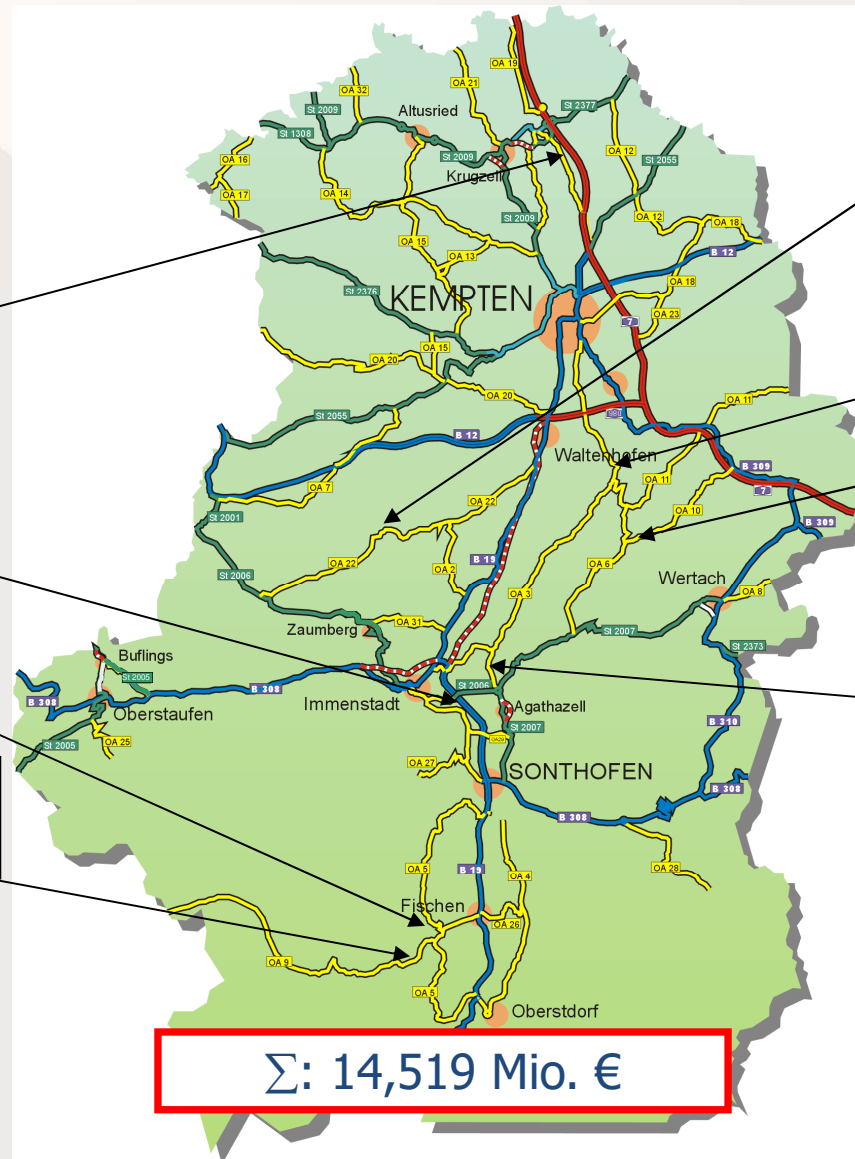 OA 19
OA 21
OA 32
St 2009
Altusried
St 2377
St 1308
OA 16
St 2009
OA 12
St 2055
Krugzell
OA 17
OA 14
St 2009
OA 12
OA 18
OA 15
B 12
OA 13
St 2376
KEMPTEN
OA 18
OA 23
7
OA 15
OA 20
OA 20
OA 11
St 2055
B 12
Waltenhofen
B 309
OA 11
7
OA 7
OA 22
OA 10
St 2001
B 309
B 19
OA 22
OA 2
OA 6
St 2006
Wertach
OA 3
OA 8
OA 31
Zaumberg
St 2007
St 2373
Buflings
St 2005
St 2006
B 308
B 308
Immenstadt
Agathazell
Oberstaufen
B 310
St 2007
St 2005
OA 25
OA 27
SONTHOFEN
B 308
B 308
OA 5
B 19
OA 4
OA 28
Fischen
OA 26
OA 9
OA 5
Oberstdorf
Σ: 14,519 Mio. €